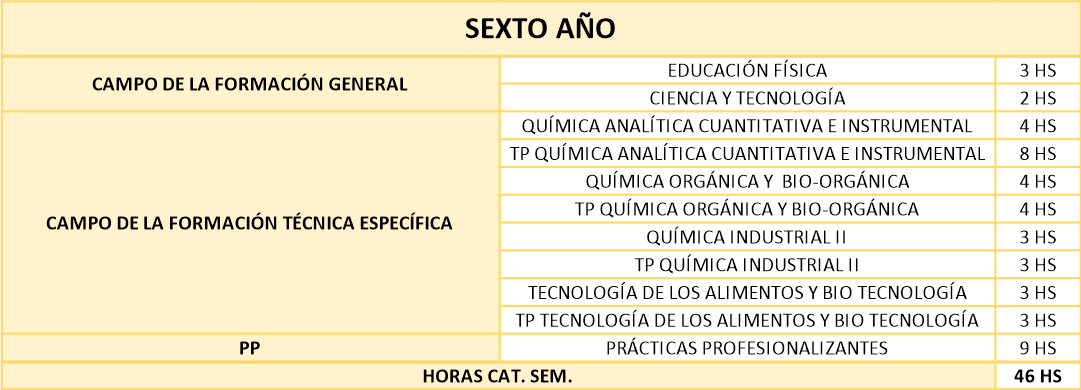 SEXTO AÑO
CAMPO DE LA FORMACIÓN GENERAL
EDUCACIÓN FÍSICA 3 HS
CIENCIA Y TECNOLOGÍA 2 HS
CAMPO DE LA FORMACIÓN TÉCNICA ESPECÍFICA
QUÍMICA ANALÍTICA CUANTITATIVA E INSTRUMENTAL 4 HS
TP QUÍMICA ANALÍTICA CUANTITATIVA E INSTRUMENTAL 8 HS
QUÍMICA ORGÁNICA Y BIO-ORGÁNICA 4 HS
TP QUÍMICA ORGÁNICA Y BIO-ORGÁNICA 4 HS
QUÍMICA INDUSTRIAL II 3 HS
TP QUÍMICA INDUSTRIAL II 3 HS
TECNOLOGÍA DE LOS ALIMENTOS Y BIO TECNOLOGÍA 3 HS
TP TECNOLOGÍA DE LOS ALIMENTOS Y BIO TECNOLOGÍA 3 HS
PP PRÁCTICAS PROFESIONALIZANTES 9 HS
HORAS CAT. SEM. 46 HS